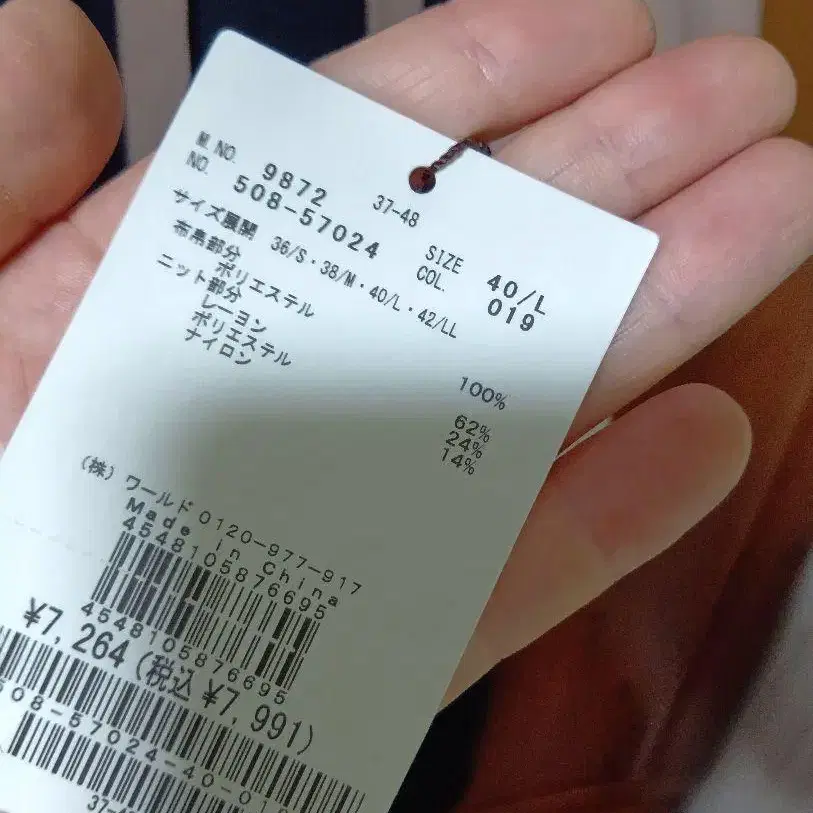 M.NO. 9872 37-48 SIZE 40/L
NO. 508-57024 COL. 019
サイズ展開 36/S・38/M・40/L・42/LL
布帛部分
ポリエステル 100%
ニット部分
レーヨン 62%
ポリエステル 24%
ナイロン 14%
(株) ワールド 0120-977-917
Made in China
4548105876695
4548105876695
¥7,264 (税込 ¥7,991)
508-57024-40-019
37-48